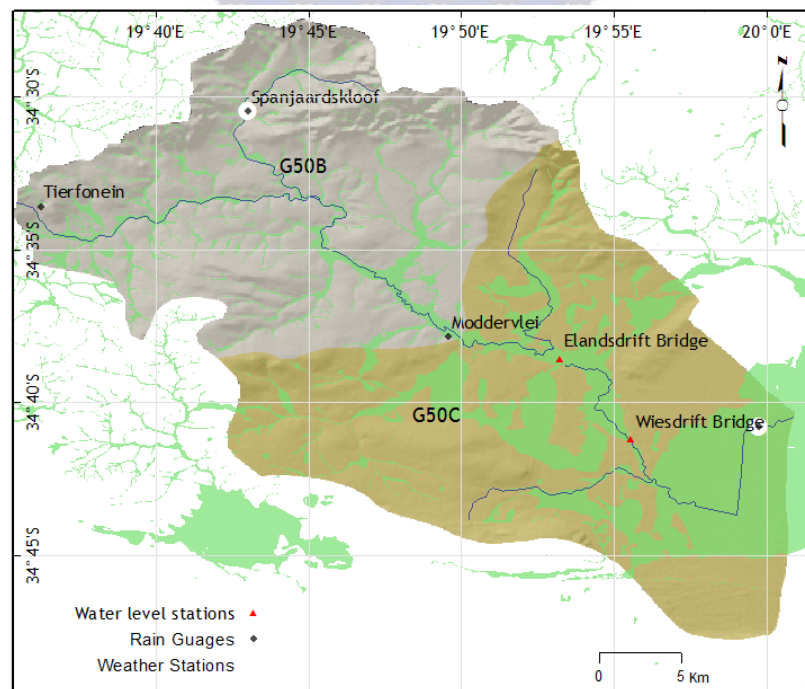 19° 40'E 19° 45'E 19° 50'E 19° 55'E 20° 0'E
34° 30'S
Spanjaardskloof
N
G50B
Tierfonein
34° 35'S
Moddervlei
Elandsdrift Bridge
34° 40'S
G50C
Wiesdrift Bridge
34° 45'S
Water level stations
Rain Guages
Weather Stations
0 5 Km